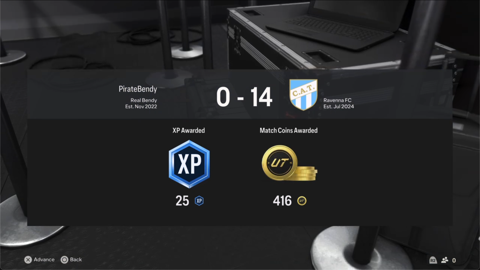 PirateBendy
Real Bendy
Est. Nov 2022
0 - 14
C.A.T.
Ravenna FC
Est. Jul 2024
XP Awarded
Match Coins Awarded
XP
UT
25 XP
416
Advance
Back
0